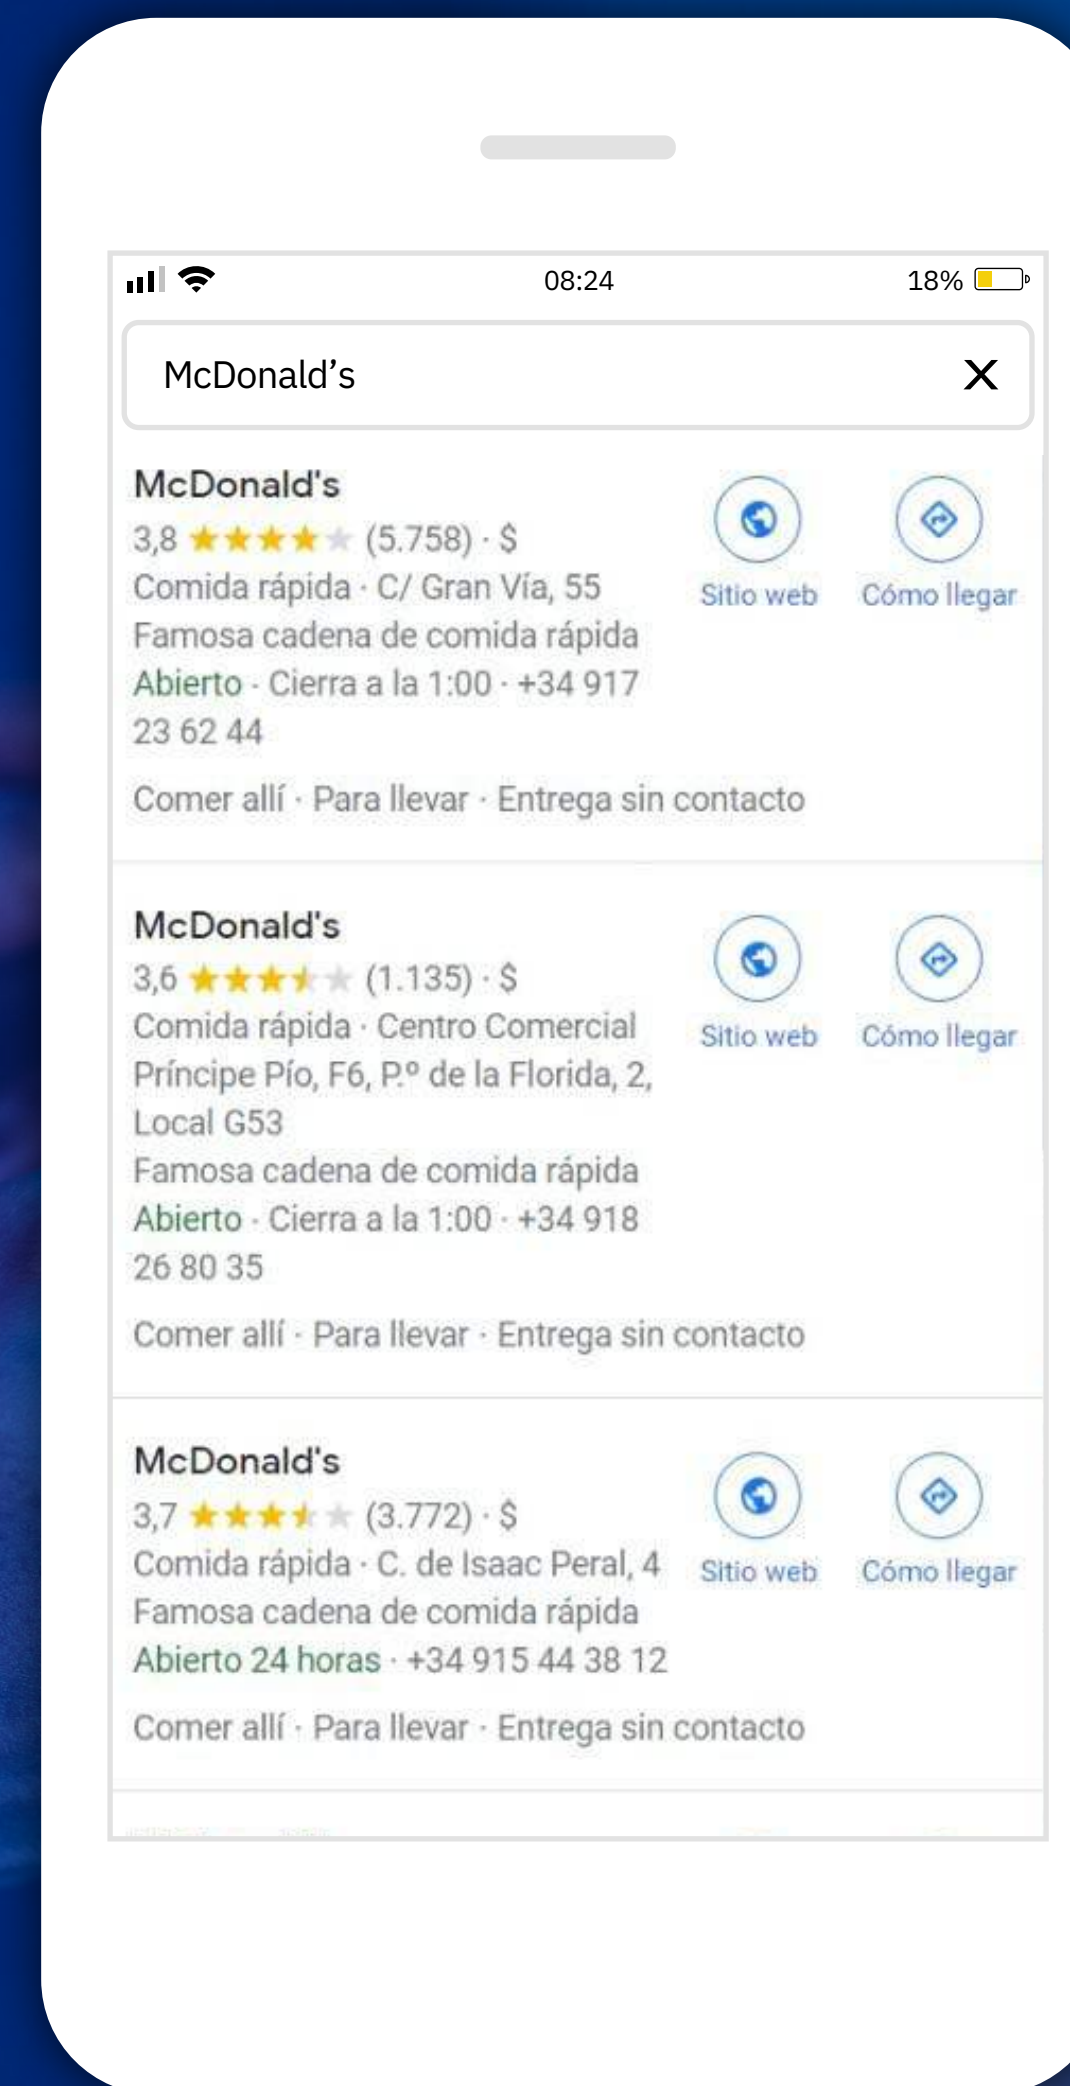 08:24
18%
McDonald’s
McDonald's
3,8 (5.758) · $
Comida rápida · C/ Gran Vía, 55
Famosa cadena de comida rápida
Abierto · Cierra a la 1:00 · +34 917
23 62 44
Sitio web
Cómo llegar
Comer allí · Para llevar · Entrega sin contacto
McDonald's
3,6 (1.135) · $
Comida rápida · Centro Comercial
Príncipe Pío, F6, P.º de la Florida, 2,
Local G53
Famosa cadena de comida rápida
Abierto · Cierra a la 1:00 · +34 918
26 80 35
Sitio web
Cómo llegar
Comer allí · Para llevar · Entrega sin contacto
McDonald's
3,7 (3.772) · $
Comida rápida · C. de Isaac Peral, 4
Famosa cadena de comida rápida
Abierto 24 horas · +34 915 44 38 12
Sitio web
Cómo llegar
Comer allí · Para llevar · Entrega sin contacto